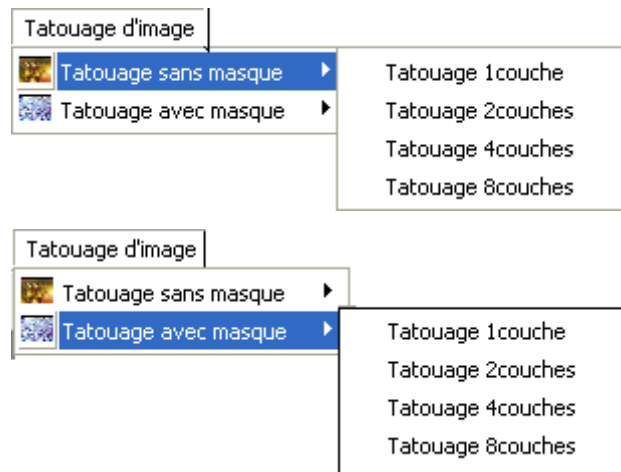 Tatouage d'image
Tatouage sans masque
Tatouage avec masque
Tatouage 1couche
Tatouage 2couches
Tatouage 4couches
Tatouage 8couches
Tatouage d'image
Tatouage sans masque
Tatouage avec masque
Tatouage 1couche
Tatouage 2couches
Tatouage 4couches
Tatouage 8couches